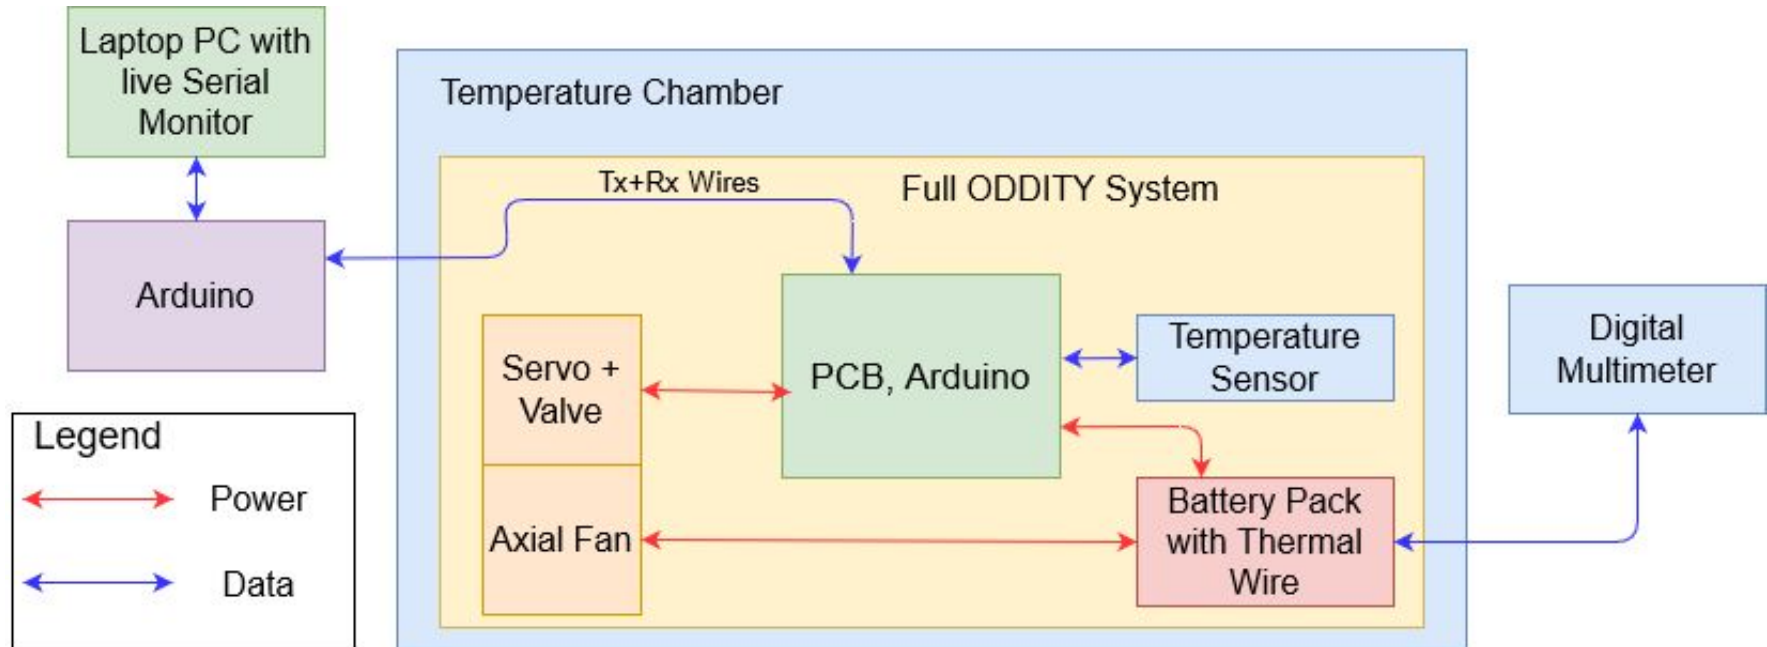 Laptop PC with
live Serial
Monitor
Temperature Chamber
Tx+Rx Wires
Full ODDITY System
Arduino
Servo +
Valve
PCB, Arduino
Temperature
Sensor
Digital
Multimeter
Axial Fan
Battery Pack
with Thermal
Wire
Legend
Power
Data